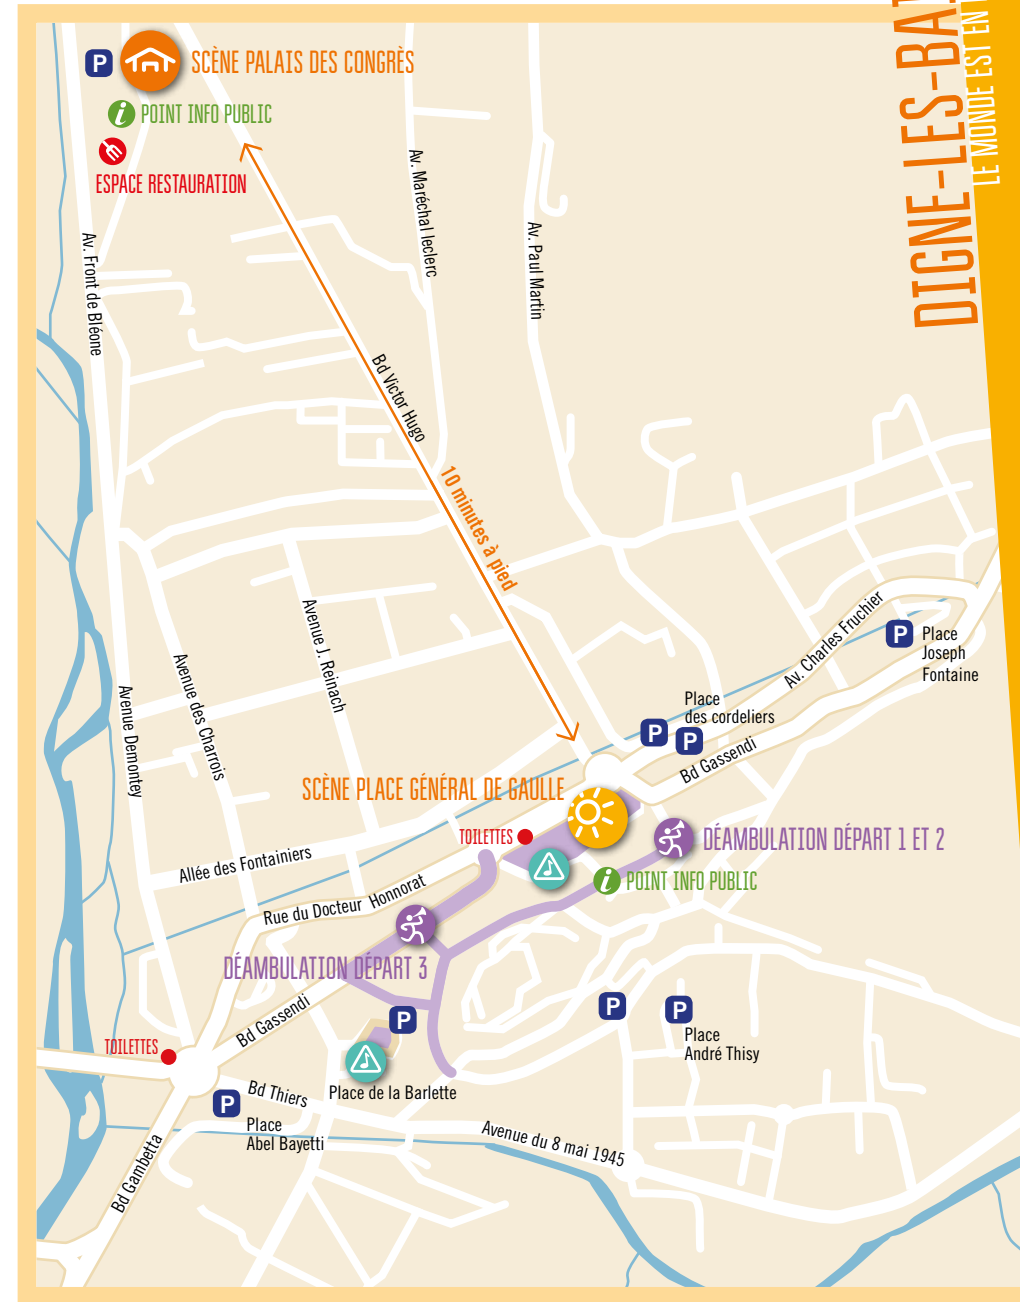 P
SCÈNE PALAIS DES CONGRÈS
i POINT INFO PUBLIC
ESPACE RESTAURATION
DIGNE-LES-BA
LE MONDE EST EN
Av. Front de Bléone
Av. Maréchal leclerc
Av. Paul Martin
Bd Victor Hugo
10 minutes à pied
Avenue J. Reinach
Avenue des Charrois
Avenue Demontey
Av. Charles Fruchier
P
Place
Joseph
Fontaine
Place
des cordeliers
P
P
Bd Gassendi
SCÈNE PLACE GÉNÉRAL DE GAULLE
TOILETTES
DÉAMBULATION DÉPART 1 ET 2
i POINT INFO PUBLIC
Allée des Fontainiers
Rue du Docteur Honnorat
DÉAMBULATION DÉPART 3
Bd Gassendi
P
P
P
Place
André Thisy
TOILETTES
Place de la Barlette
Bd Thiers
P
Place
Abel Bayetti
Avenue du 8 mai 1945
Bd Gambetta